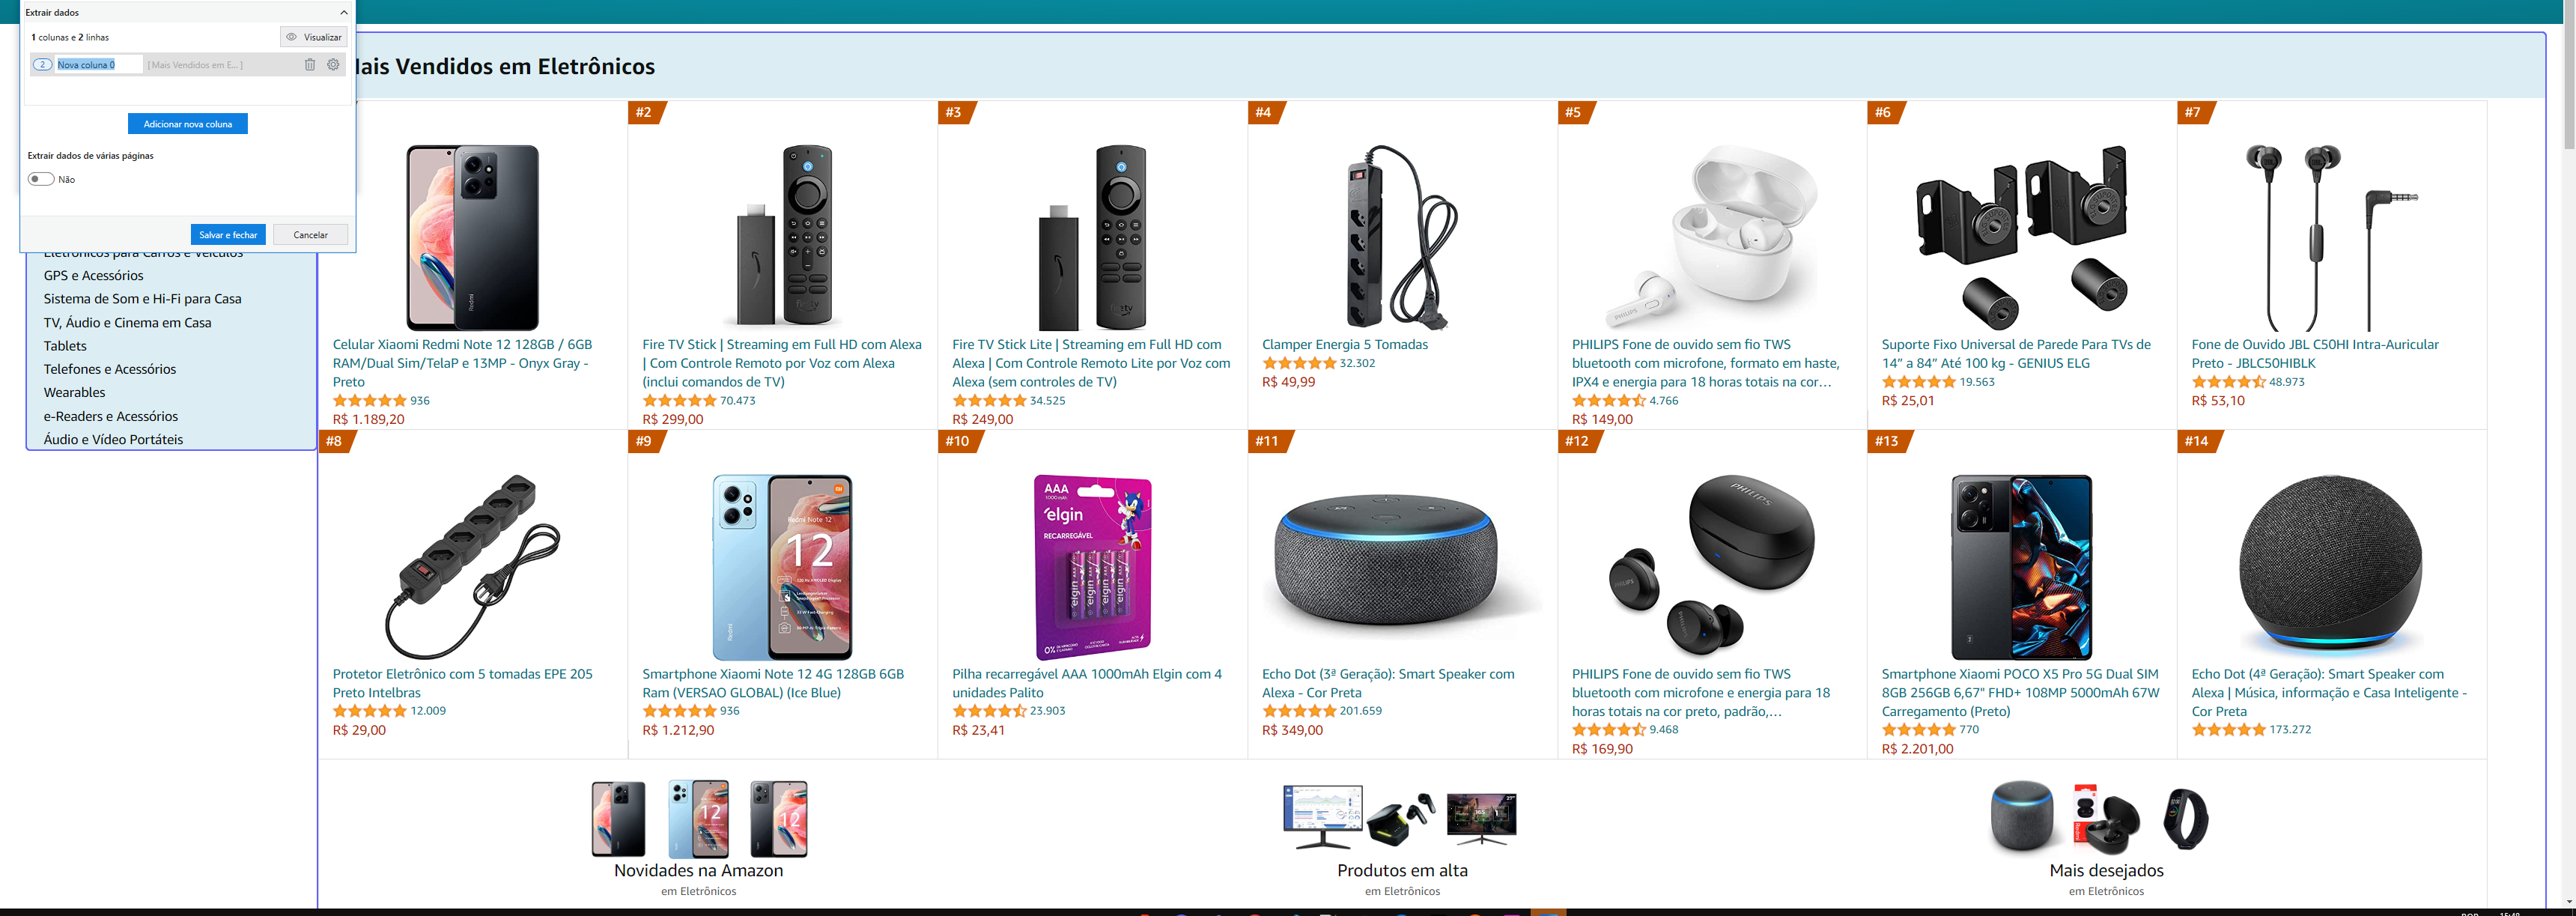 Extrair dados
1 colunas e 2 linhas
Visualizar
2 Nova coluna 0 [Mais Vendidos em E... ]
Adicionar nova coluna
Extrair dados de várias páginas
Não
Salvar e fechar
Cancelar
Eletrônicos para Carros e Veículos
GPS e Acessórios
Sistema de Som e Hi-Fi para Casa
TV, Áudio e Cinema em Casa
Tablets
Telefones e Acessórios
Wearables
e-Readers e Acessórios
Áudio e Vídeo Portáteis
Mais Vendidos em Eletrônicos
Celular Xiaomi Redmi Note 12 128GB / 6GB
RAM/Dual Sim/TelaP e 13MP - Onyx Gray -
Preto
936
R$ 1.189,20
#2
Fire TV Stick | Streaming em Full HD com Alexa
| Com Controle Remoto por Voz com Alexa
(inclui comandos de TV)
70.473
R$ 299,00
#3
Fire TV Stick Lite | Streaming em Full HD com
Alexa | Com Controle Remoto Lite por Voz com
Alexa (sem controles de TV)
34.525
R$ 249,00
#4
Clamper Energia 5 Tomadas
32.302
R$ 49,99
#5
PHILIPS
PHILIPS Fone de ouvido sem fio TWS
bluetooth com microfone, formato em haste,
IPX4 e energia para 18 horas totais na cor…
4.766
R$ 149,00
#6
Suporte Fixo Universal de Parede Para TVs de
14” a 84” Até 100 kg - GENIUS ELG
19.563
R$ 25,01
#7
Fone de Ouvido JBL C50HI Intra-Auricular
Preto - JBLC50HIBLK
48.973
R$ 53,10
#8
Protetor Eletrônico com 5 tomadas EPE 205
Preto Intelbras
12.009
R$ 29,00
#9
Redmi Note 12
12
Smartphone Xiaomi Note 12 4G 128GB 6GB
Ram (VERSAO GLOBAL) (Ice Blue)
936
R$ 1.212,90
#10
AAA
1000 mAh
elgin
RECARREGÁVEL
Pilha recarregável AAA 1000mAh Elgin com 4
unidades Palito
23.903
R$ 23,41
#11
Echo Dot (3ª Geração): Smart Speaker com
Alexa - Cor Preta
201.659
R$ 349,00
#12
PHILIPS
PHILIPS Fone de ouvido sem fio TWS
bluetooth com microfone e energia para 18
horas totais na cor preto, padrão,…
9.468
R$ 169,90
#13
Smartphone Xiaomi POCO X5 Pro 5G Dual SIM
8GB 256GB 6,67" FHD+ 108MP 5000mAh 67W
Carregamento (Preto)
770
R$ 2.201,00
#14
Echo Dot (4ª Geração): Smart Speaker com
Alexa | Música, informação e Casa Inteligente -
Cor Preta
173.272
Novidades na Amazon
em Eletrônicos
Produtos em alta
em Eletrônicos
Mais desejados
em Eletrônicos